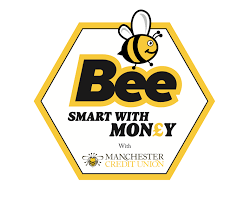 Bee
SMART WITH
MON£Y
With
MANCHESTER
CREDIT UNION